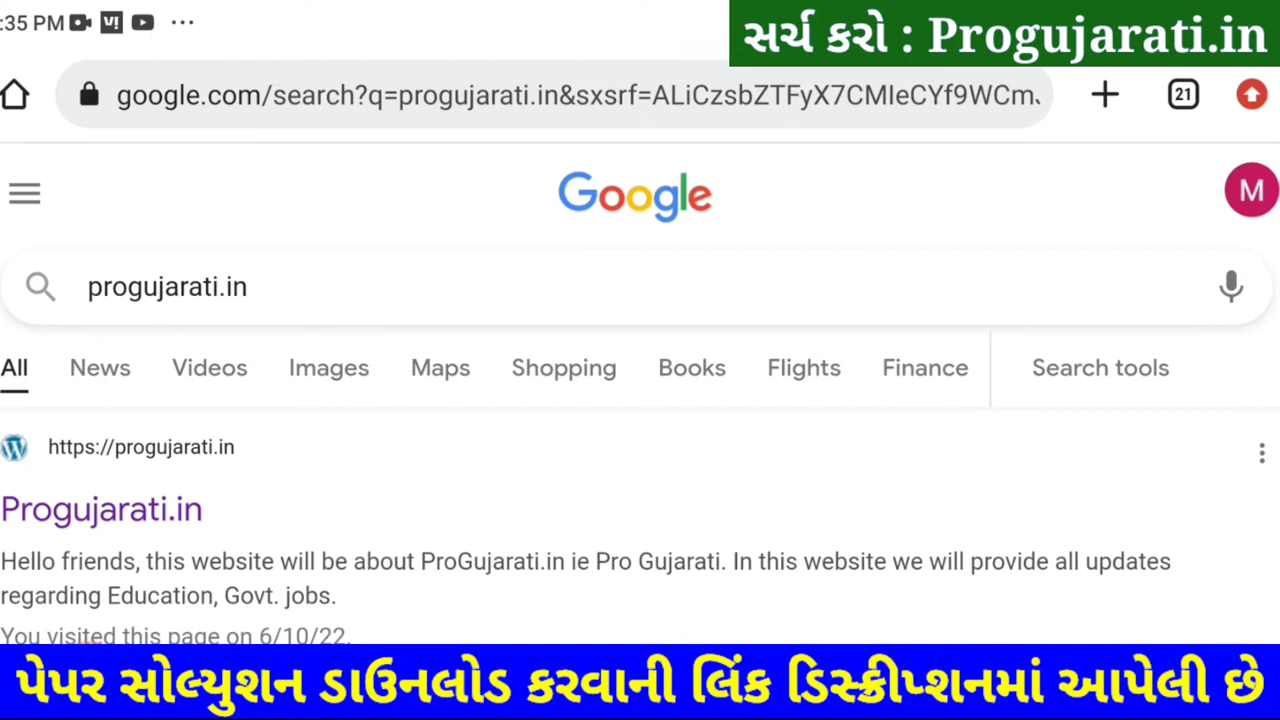 :35 PM
સર્ચ કરો : Progujarati.in
google.com/search?q=progujarati.in&sxsrf=ALiCzsbZTFyX7CMIeCYf9WCm
21
Google
M
progujarati.in
All News Videos Images Maps Shopping Books Flights Finance Search tools
https://progujarati.in
Progujarati.in
Hello friends, this website will be about ProGujarati.in ie Pro Gujarati. In this website we will provide all updates
regarding Education, Govt. jobs.
You visited this page on 6/10/22.
પેપર સોલ્યુશન ડાઉનલોડ કરવાની લિંક ડિસ્ક્રીપ્શનમાં આપેલી છે